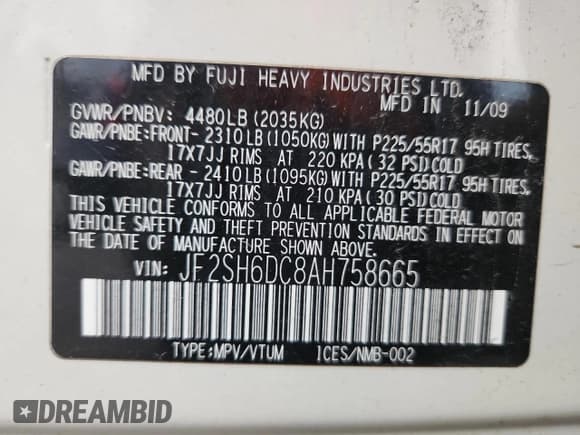 MFD BY FUJI HEAVY INDUSTRIES LTD.
MFD IN 11/09
GVWR/PNBV: 4480LB(2035KG)
GAWR/PNBE:FRONT-2310LB(1050KG)WITH P225/55R17 95H TIRES,
17X7JJ RIMS AT 220 KPA(32 PSI)COLD
GAWR/PNBE:REAR -2410LB(1095KG)WITH P225/55R17 95H TIRES,
17X7JJ RIMS AT 210 KPA(30 PSI)COLD
THIS VEHICLE CONFORMS TO ALL APPLICABLE FEDERAL MOTOR
VEHICLE SAFETY AND THEFT PREVENTION STANDARDS IN EFFECT
ON THE DATE OF MANUFACTURE SHOWN ABOVE.
VIN: JF2SH6DC8AH758665
TYPE:MPV/VTUM ICES/NMB-002
DREAMBID